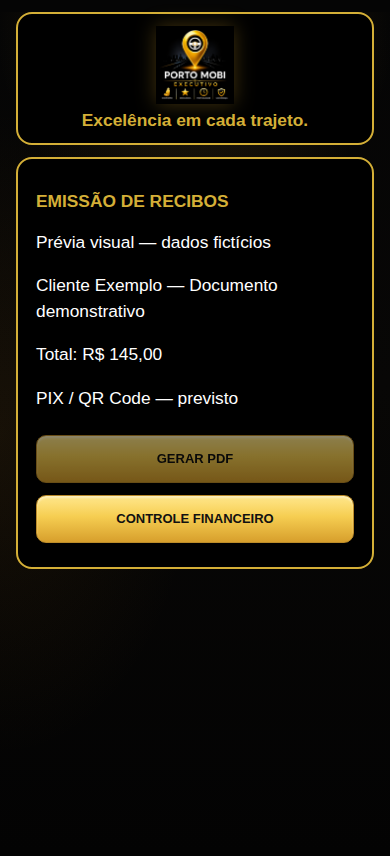 PORTO MOBI
EXECUTIVO
Excelência em cada trajeto.
EMISSÃO DE RECIBOS
Prévia visual — dados fictícios
Cliente Exemplo — Documento
demonstrativo
Total: R$ 145,00
PIX / QR Code — previsto
GERAR PDF
CONTROLE FINANCEIRO